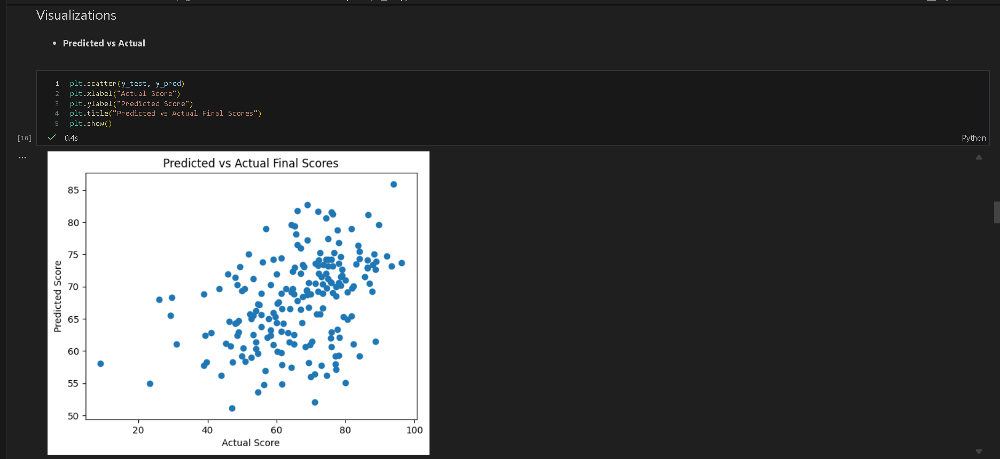 Visualizations
• Predicted vs Actual
1 plt.scatter(y_test, y_pred)
2 plt.xlabel("Actual Score")
3 plt.ylabel("Predicted Score")
4 plt.title("Predicted vs Actual Final Scores")
5 plt.show()
[18]
0.4s
Python
...
Predicted vs Actual Final Scores
85
80
75
70
65
60
55
50
Predicted Score
20 40 60 80 100
Actual Score